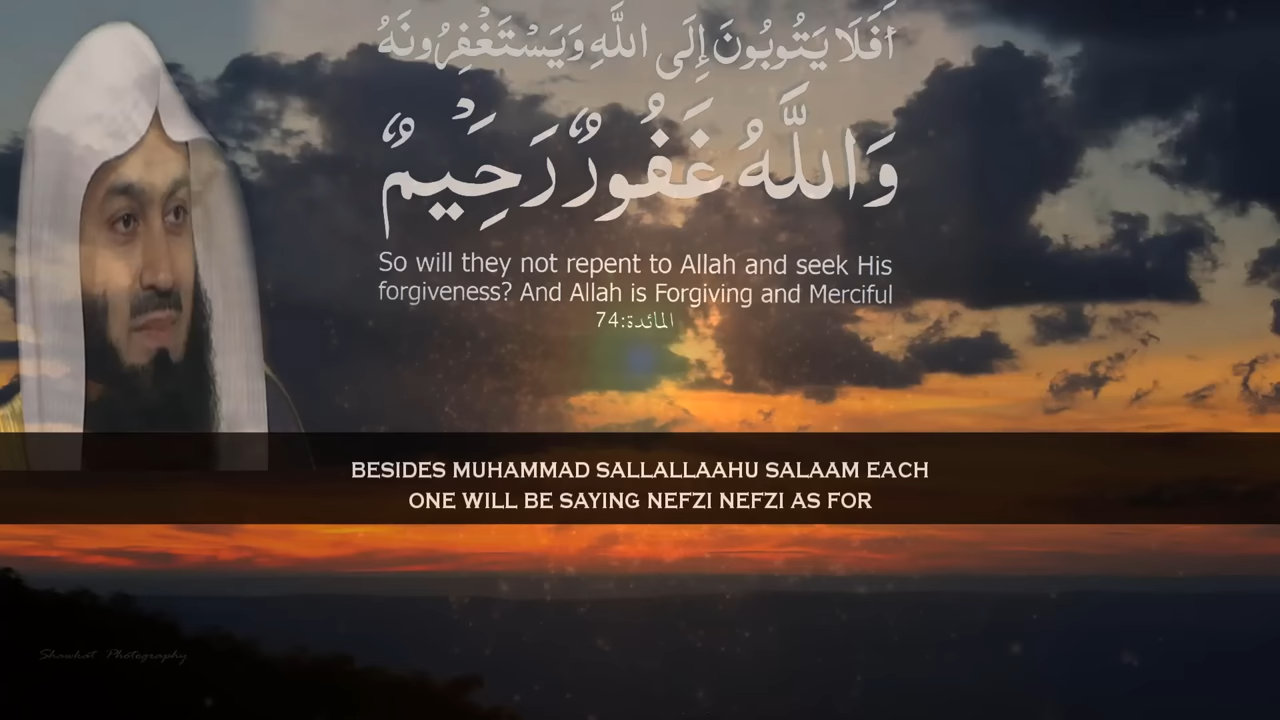 أَفَلَا يَتُوبُونَ إِلَى اللَّهِ وَيَسْتَغْفِرُونَهُ
وَاللَّهُ غَفُورٌ رَحِيمٌ
So will they not repent to Allah and seek His
forgiveness? And Allah is Forgiving and Merciful
المائدة:74
BESIDES MUHAMMAD SALLALLAAHU SALAAM EACH
ONE WILL BE SAYING NEFZI NEFZI AS FOR
Shawkat Photography